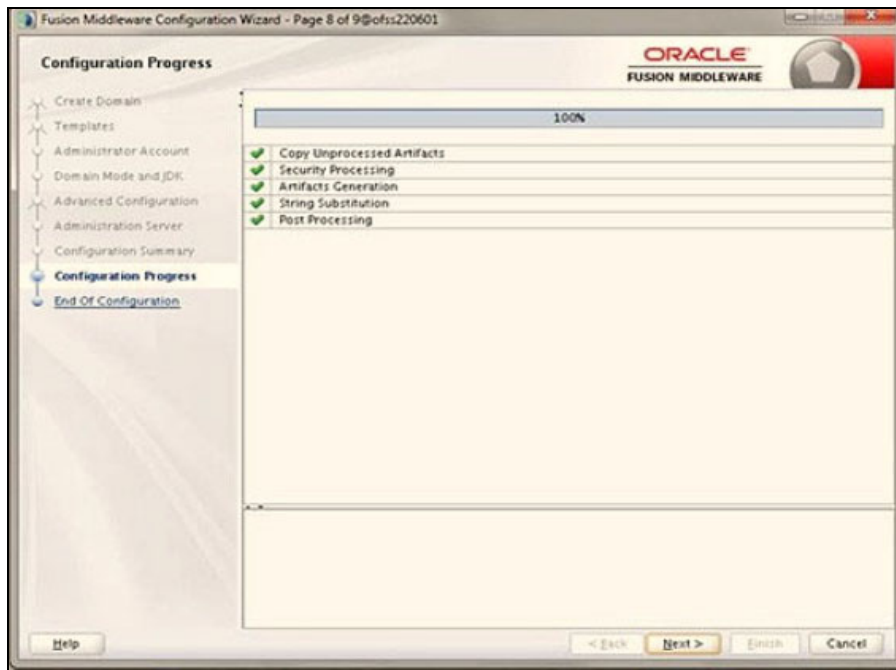 Fusion Middleware Configuration Wizard - Page 8 of 9@ofss220601
Configuration Progress
ORACLE
FUSION MIDDLEWARE
Create Domain
Templates
Administrator Account
Domain Mode and JDK
Advanced Configuration
Administration Server
Configuration Summary
Configuration Progress
End Of Configuration
100%
Copy Unprocessed Artifacts
Security Processing
Artifacts Generation
String Substitution
Post Processing
Help
< Back
Next >
Finish
Cancel